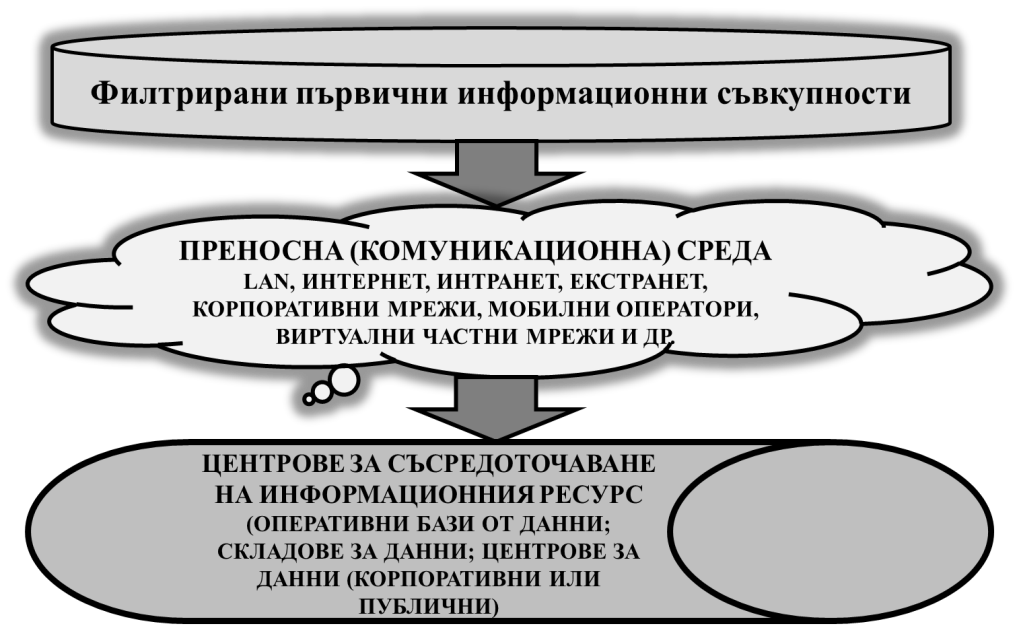 Филтрирани първични информационни съвкупности
ПРЕНОСНА (КОМУНИКАЦИОННА) СРЕДА
LAN, ИНТЕРНЕТ, ИНТРАНЕТ, ЕКСТРАНЕТ,
КОРПОРАТИВНИ МРЕЖИ, МОБИЛНИ ОПЕРАТОРИ,
ВИРТУАЛНИ ЧАСТНИ МРЕЖИ И ДР.
ЦЕНТРОВЕ ЗА СЪСРЕДОТОЧАВАНЕ
НА ИНФОРМАЦИОННИЯ РЕСУРС
(ОПЕРАТИВНИ БАЗИ ОТ ДАННИ;
СКЛАДОВЕ ЗА ДАННИ; ЦЕНТРОВЕ ЗА
ДАННИ (КОРПОРАТИВНИ ИЛИ
ПУБЛИЧНИ)